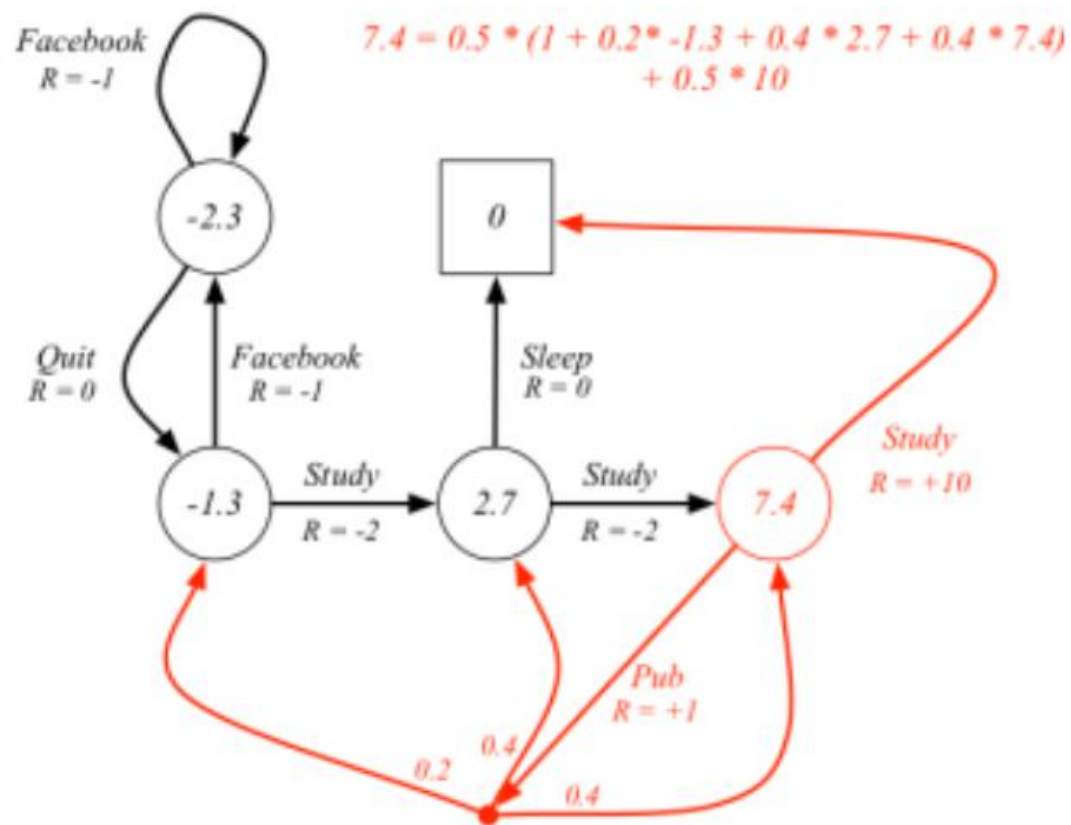 Facebook
R = -1
7.4 = 0.5 * (1 + 0.2* -1.3 + 0.4 * 2.7 + 0.4 * 7.4)
+ 0.5 * 10
-2.3
0
Quit
R = 0
Facebook
R = -1
Sleep
R = 0
Study
R = +10
-1.3
Study
R = -2
2.7
Study
R = -2
7.4
Pub
R = +1
0.2
0.4
0.4